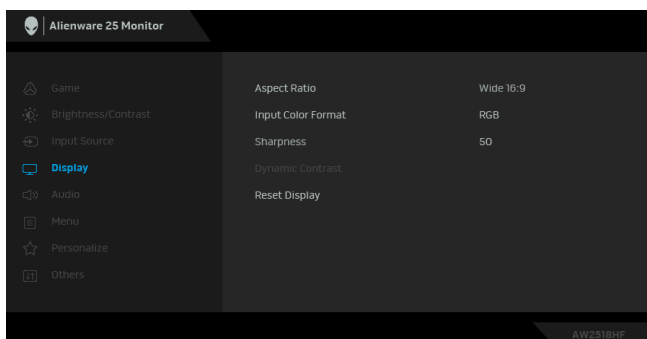 Alienware 25 Monitor
Game
Brightness/Contrast
Input Source
Display
Audio
Menu
Personalize
Others
Aspect Ratio Wide 16:9
Input Color Format RGB
Sharpness 50
Dynamic Contrast
Reset Display
AW2518HF